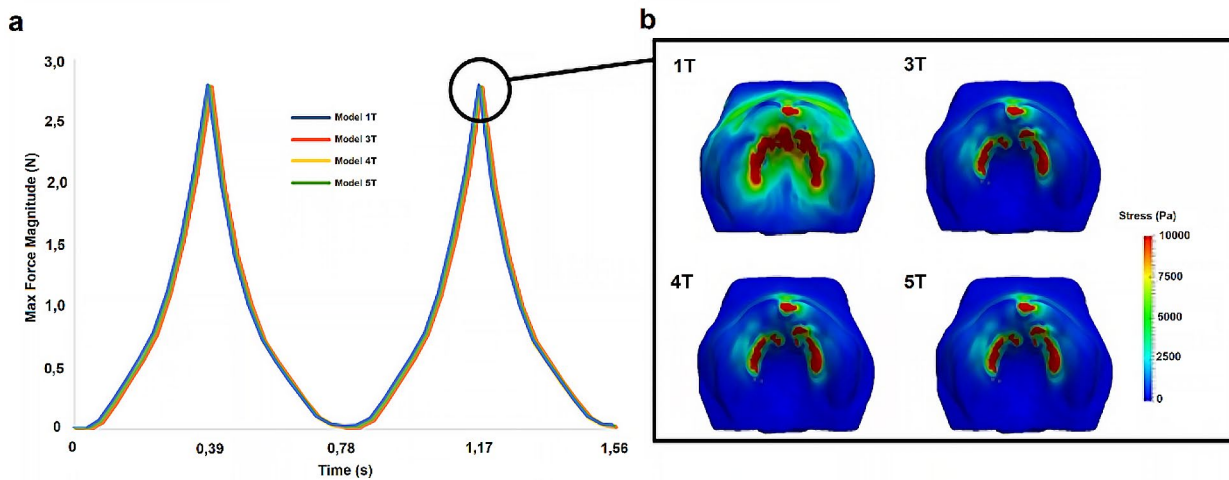 a
b
3,0
2,5
2,0
1,5
1,0
0,5
0
Max Force Magnitude (N)
Model 1T
Model 3T
Model 4T
Model 5T
0
0,39
0,78
1,17
1,56
Time (s)
1T
3T
4T
5T
Stress (Pa)
10000
7500
5000
2500
0